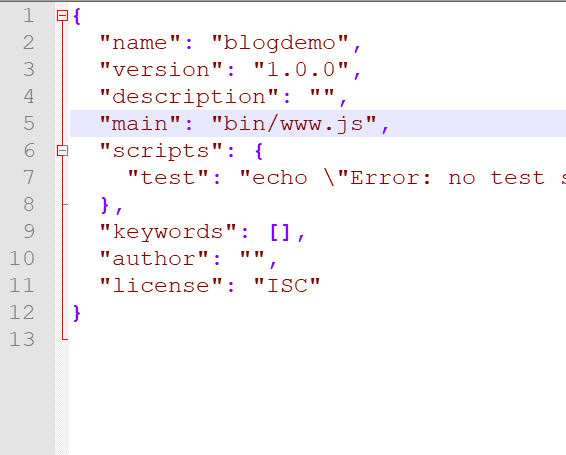 1 {
2 "name": "blogdemo",
3 "version": "1.0.0",
4 "description": "",
5 "main": "bin/www.js",
6 "scripts": {
7 "test": "echo \"Error: no test s
8 },
9 "keywords": [],
10 "author": "",
11 "license": "ISC"
12 }
13